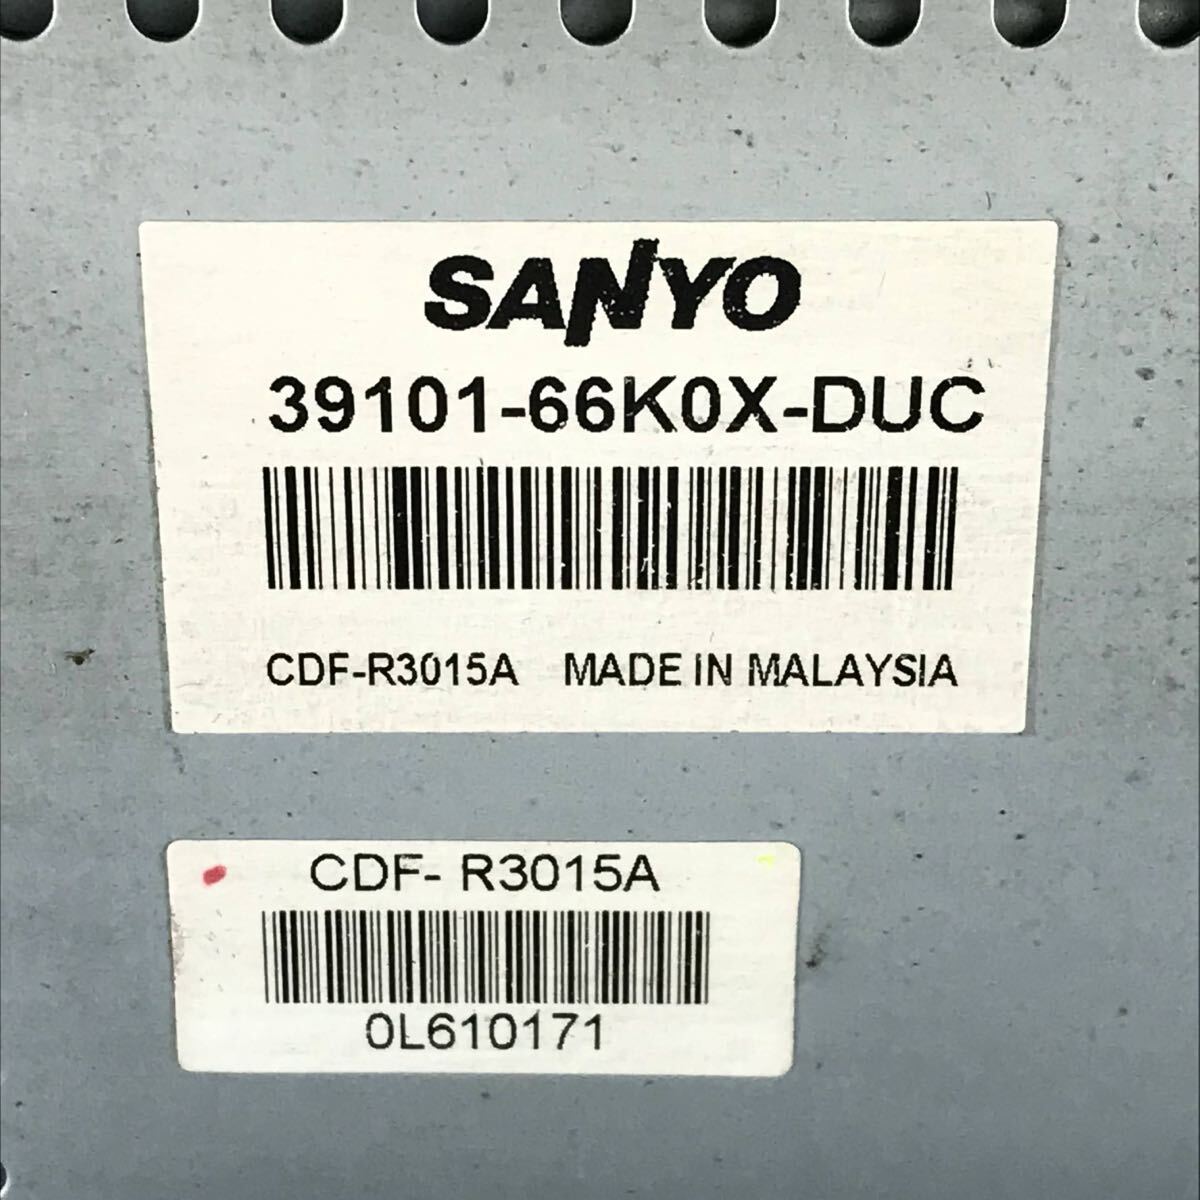 SANYO
39101-66K0X-DUC
CDF-R3015A MADE IN MALAYSIA
CDF- R3015A
0L610171